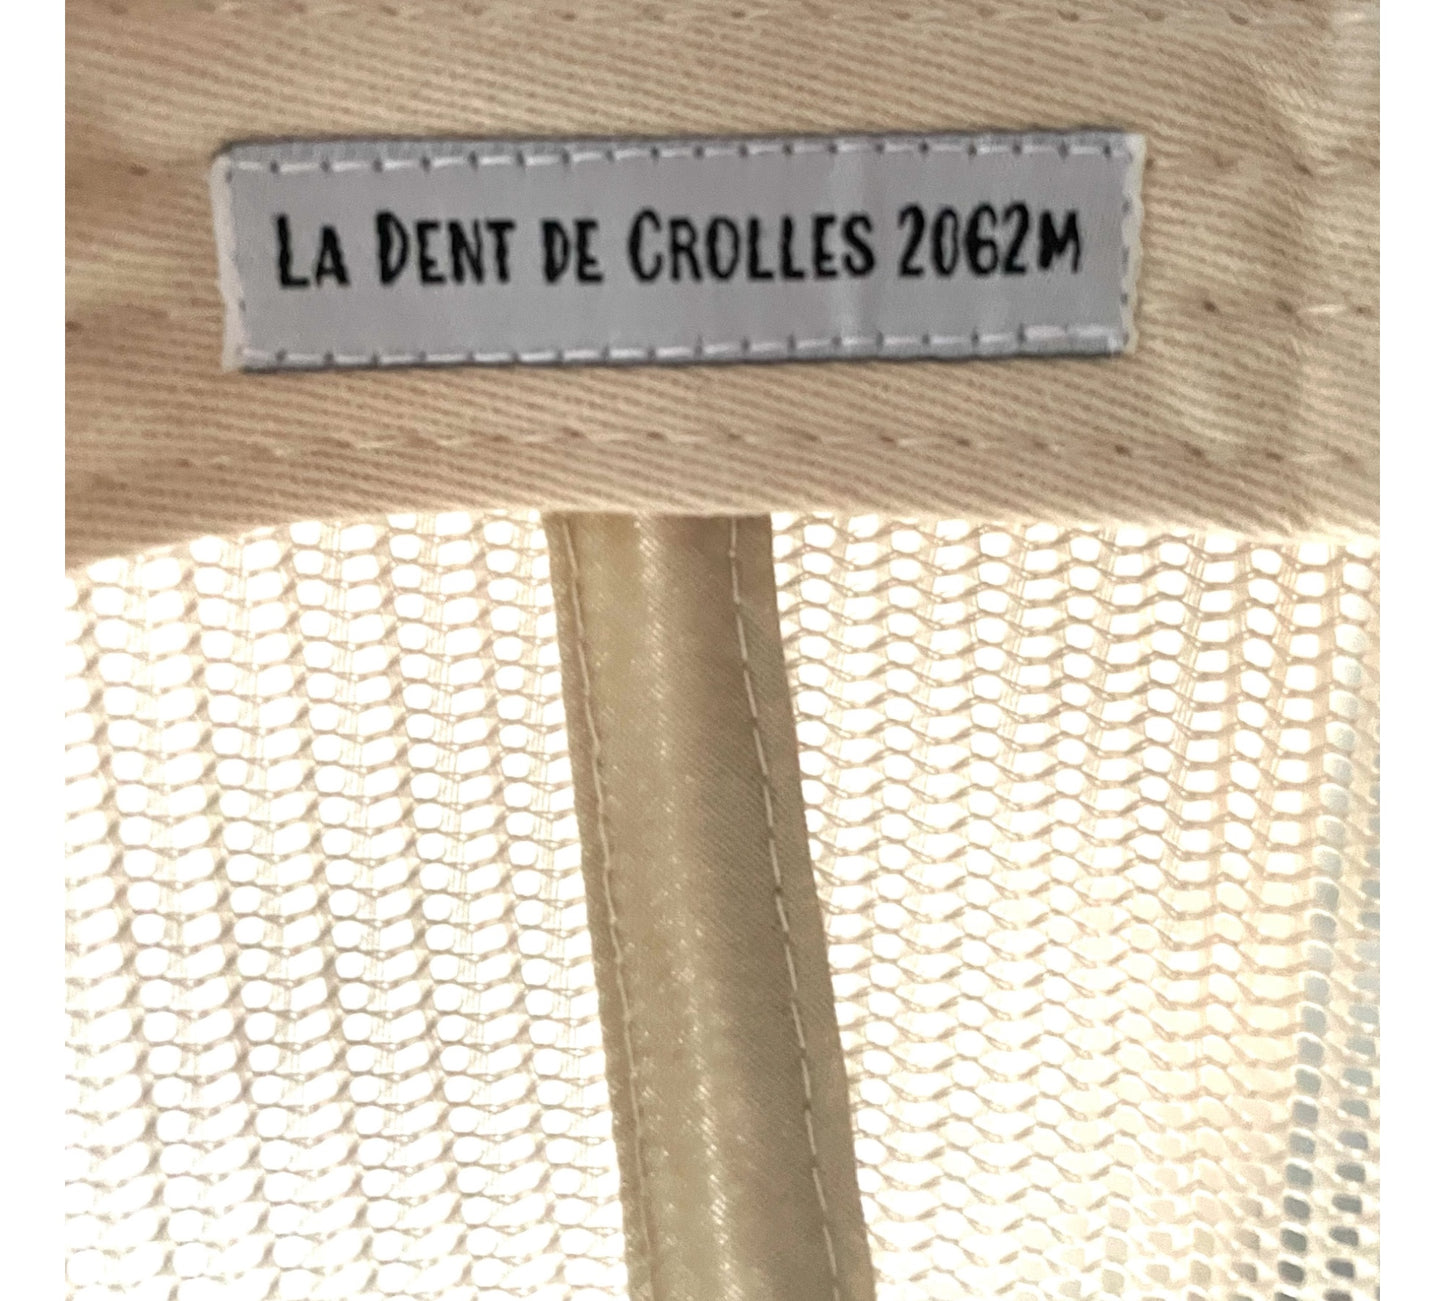 LA DENT DE CROLLES 2062M